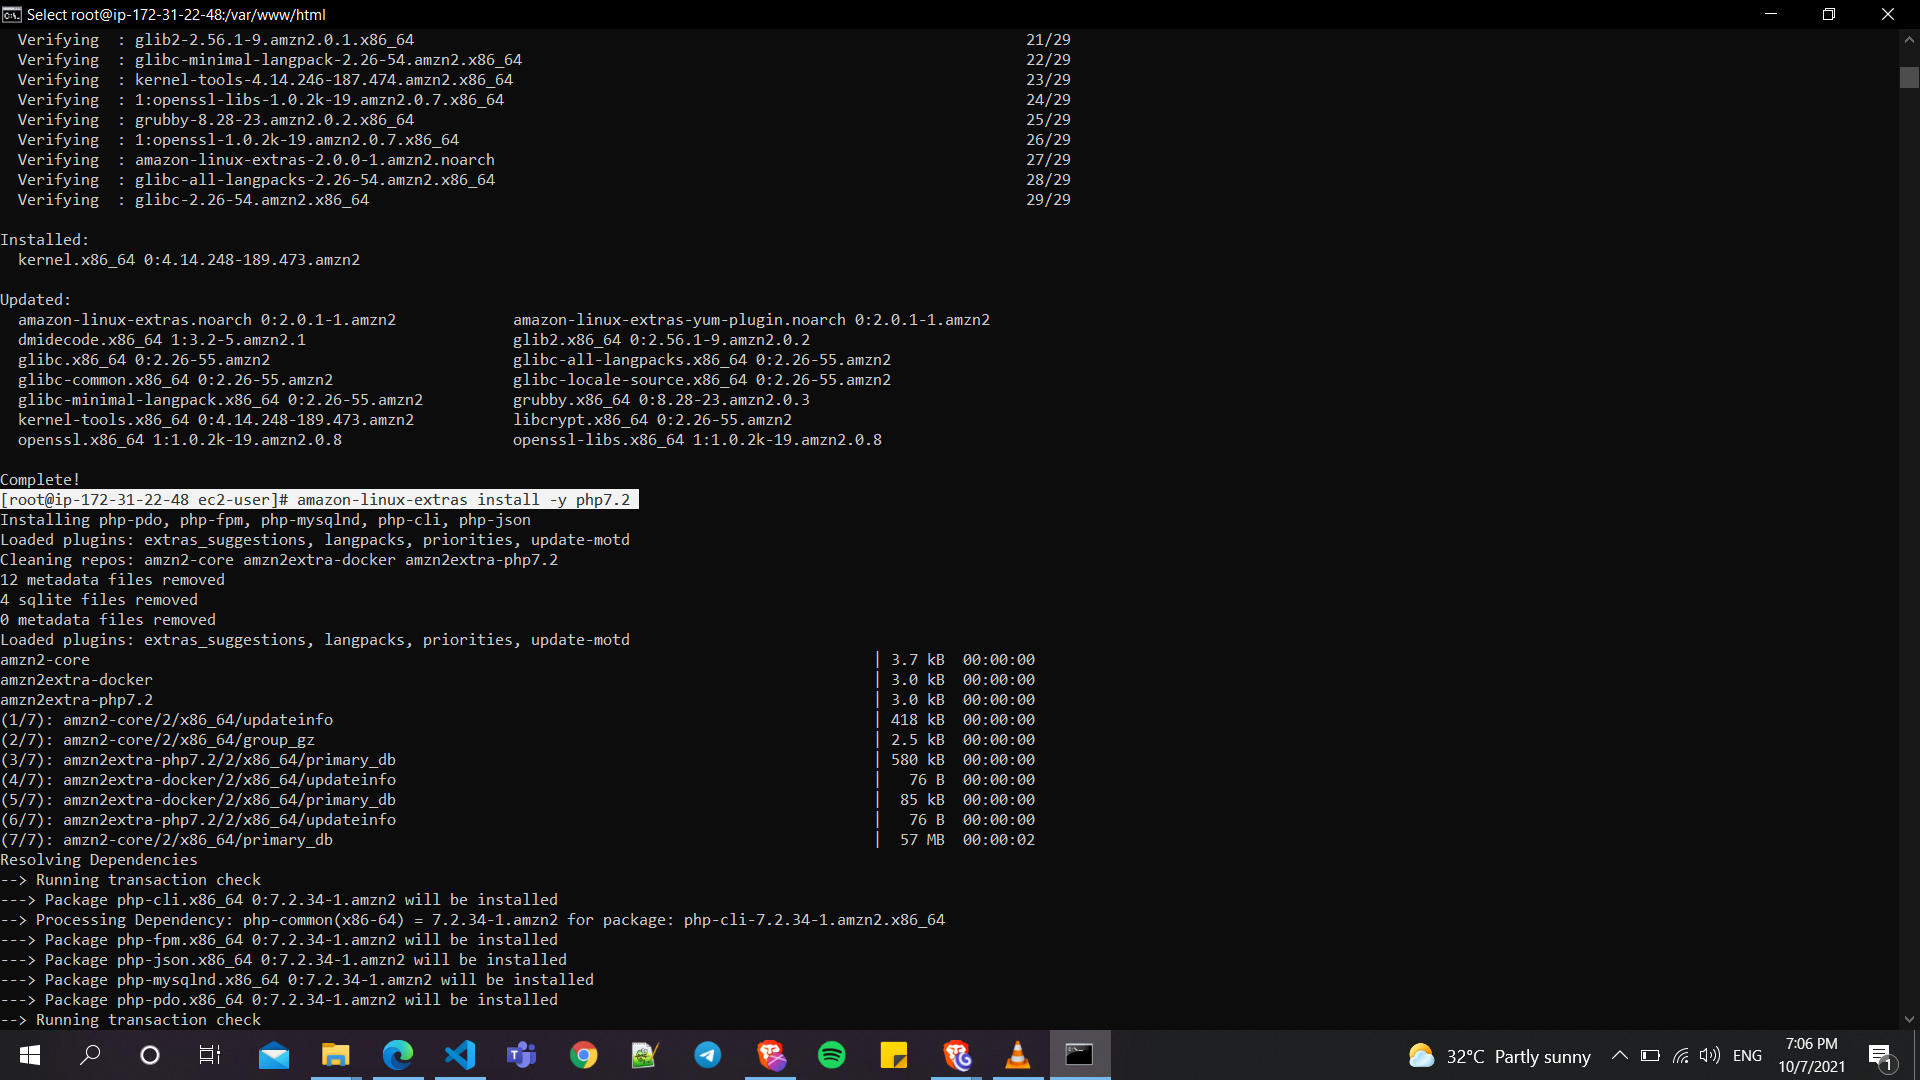 Select root@ip-172-31-22-48:/var/www/html
  Verifying  : glib2-2.56.1-9.amzn2.0.1.x86_64 21/29
  Verifying  : glibc-minimal-langpack-2.26-54.amzn2.x86_64 22/29
  Verifying  : kernel-tools-4.14.246-187.474.amzn2.x86_64 23/29
  Verifying  : 1:openssl-libs-1.0.2k-19.amzn2.0.7.x86_64 24/29
  Verifying  : grubby-8.28-23.amzn2.0.2.x86_64 25/29
  Verifying  : 1:openssl-1.0.2k-19.amzn2.0.7.x86_64 26/29
  Verifying  : amazon-linux-extras-2.0.0-1.amzn2.noarch 27/29
  Verifying  : glibc-all-langpacks-2.26-54.amzn2.x86_64 28/29
  Verifying  : glibc-2.26-54.amzn2.x86_64 29/29
Installed:
  kernel.x86_64 0:4.14.248-189.473.amzn2
Updated:
  amazon-linux-extras.noarch 0:2.0.1-1.amzn2 amazon-linux-extras-yum-plugin.noarch 0:2.0.1-1.amzn2
  dmidecode.x86_64 1:3.2-5.amzn2.1 glib2.x86_64 0:2.56.1-9.amzn2.0.2
  glibc.x86_64 0:2.26-55.amzn2 glibc-all-langpacks.x86_64 0:2.26-55.amzn2
  glibc-common.x86_64 0:2.26-55.amzn2 glibc-locale-source.x86_64 0:2.26-55.amzn2
  glibc-minimal-langpack.x86_64 0:2.26-55.amzn2 grubby.x86_64 0:8.28-23.amzn2.0.3
  kernel-tools.x86_64 0:4.14.248-189.473.amzn2 libcrypt.x86_64 0:2.26-55.amzn2
  openssl.x86_64 1:1.0.2k-19.amzn2.0.8 openssl-libs.x86_64 1:1.0.2k-19.amzn2.0.8
Complete!
[root@ip-172-31-22-48 ec2-user]# amazon-linux-extras install -y php7.2
Installing php-pdo, php-fpm, php-mysqlnd, php-cli, php-json
Loaded plugins: extras_suggestions, langpacks, priorities, update-motd
Cleaning repos: amzn2-core amzn2extra-docker amzn2extra-php7.2
12 metadata files removed
4 sqlite files removed
0 metadata files removed
Loaded plugins: extras_suggestions, langpacks, priorities, update-motd
amzn2-core | 3.7 kB  00:00:00
amzn2extra-docker | 3.0 kB  00:00:00
amzn2extra-php7.2 | 3.0 kB  00:00:00
(1/7): amzn2-core/2/x86_64/updateinfo | 418 kB  00:00:00
(2/7): amzn2-core/2/x86_64/group_gz | 2.5 kB  00:00:00
(3/7): amzn2extra-php7.2/2/x86_64/primary_db | 580 kB  00:00:00
(4/7): amzn2extra-docker/2/x86_64/updateinfo |   76 B  00:00:00
(5/7): amzn2extra-docker/2/x86_64/primary_db |  85 kB  00:00:00
(6/7): amzn2extra-php7.2/2/x86_64/updateinfo |   76 B  00:00:00
(7/7): amzn2-core/2/x86_64/primary_db |  57 MB  00:00:02
Resolving Dependencies
--> Running transaction check
---> Package php-cli.x86_64 0:7.2.34-1.amzn2 will be installed
--> Processing Dependency: php-common(x86-64) = 7.2.34-1.amzn2 for package: php-cli-7.2.34-1.amzn2.x86_64
---> Package php-fpm.x86_64 0:7.2.34-1.amzn2 will be installed
---> Package php-json.x86_64 0:7.2.34-1.amzn2 will be installed
---> Package php-mysqlnd.x86_64 0:7.2.34-1.amzn2 will be installed
---> Package php-pdo.x86_64 0:7.2.34-1.amzn2 will be installed
--> Running transaction check
32°C Partly sunny
ENG
7:06 PM
10/7/2021
1